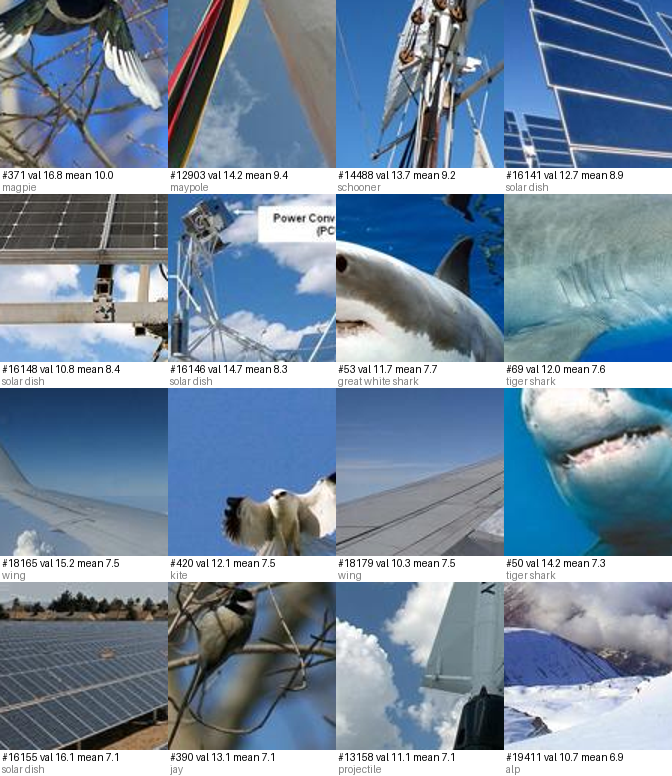 #371 val 16.8 mean 10.0
magpie
#12903 val 14.2 mean 9.4
maypole
#14488 val 13.7 mean 9.2
schooner
#16141 val 12.7 mean 8.9
solar dish
Power Conv
(PC
#16148 val 10.8 mean 8.4
solar dish
#16146 val 14.7 mean 8.3
solar dish
#53 val 11.7 mean 7.7
great white shark
#69 val 12.0 mean 7.6
tiger shark
#18165 val 15.2 mean 7.5
wing
#420 val 12.1 mean 7.5
kite
#18179 val 10.3 mean 7.5
wing
#50 val 14.2 mean 7.3
tiger shark
#16155 val 16.1 mean 7.1
solar dish
#390 val 13.1 mean 7.1
jay
#13158 val 11.1 mean 7.1
projectile
#19411 val 10.7 mean 6.9
alp